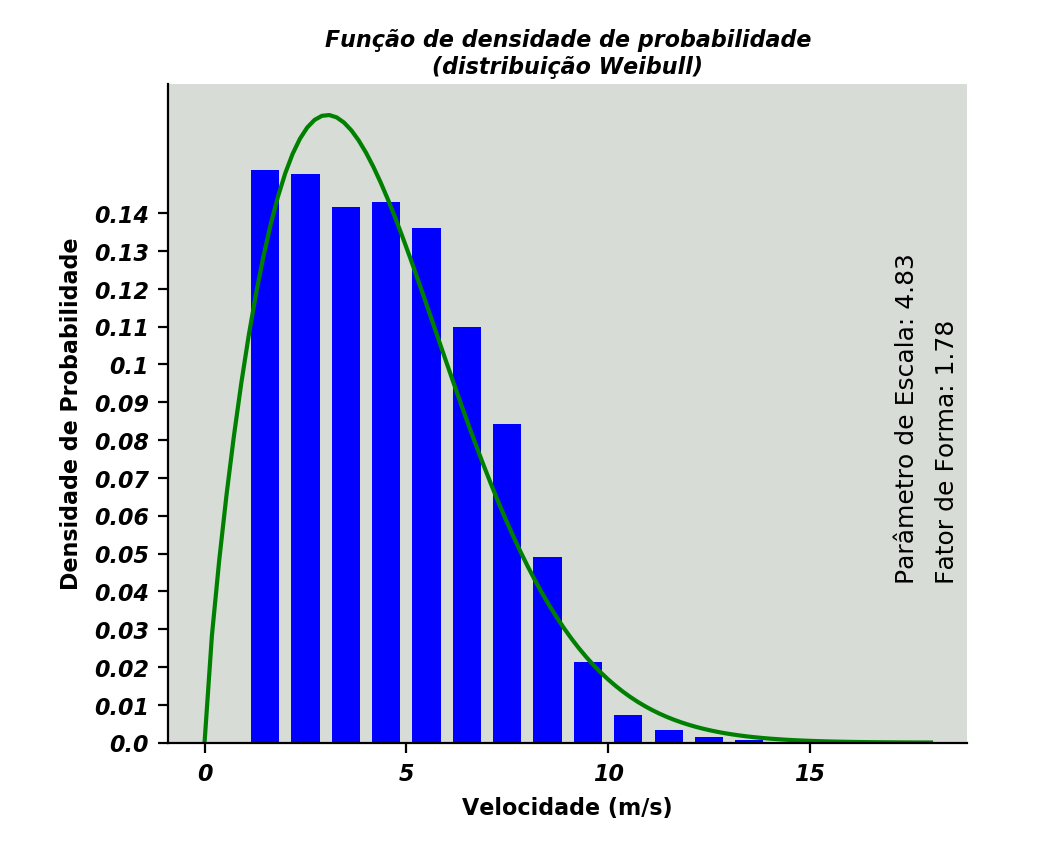 Função de densidade de probabilidade
(distribuição Weibull)
Densidade de Probabilidade
0.14
0.13
0.12
0.11
0.1
0.09
0.08
0.07
0.06
0.05
0.04
0.03
0.02
0.01
0.0
Parâmetro de Escala: 4.83
Fator de Forma: 1.78
0 5 10 15
Velocidade (m/s)